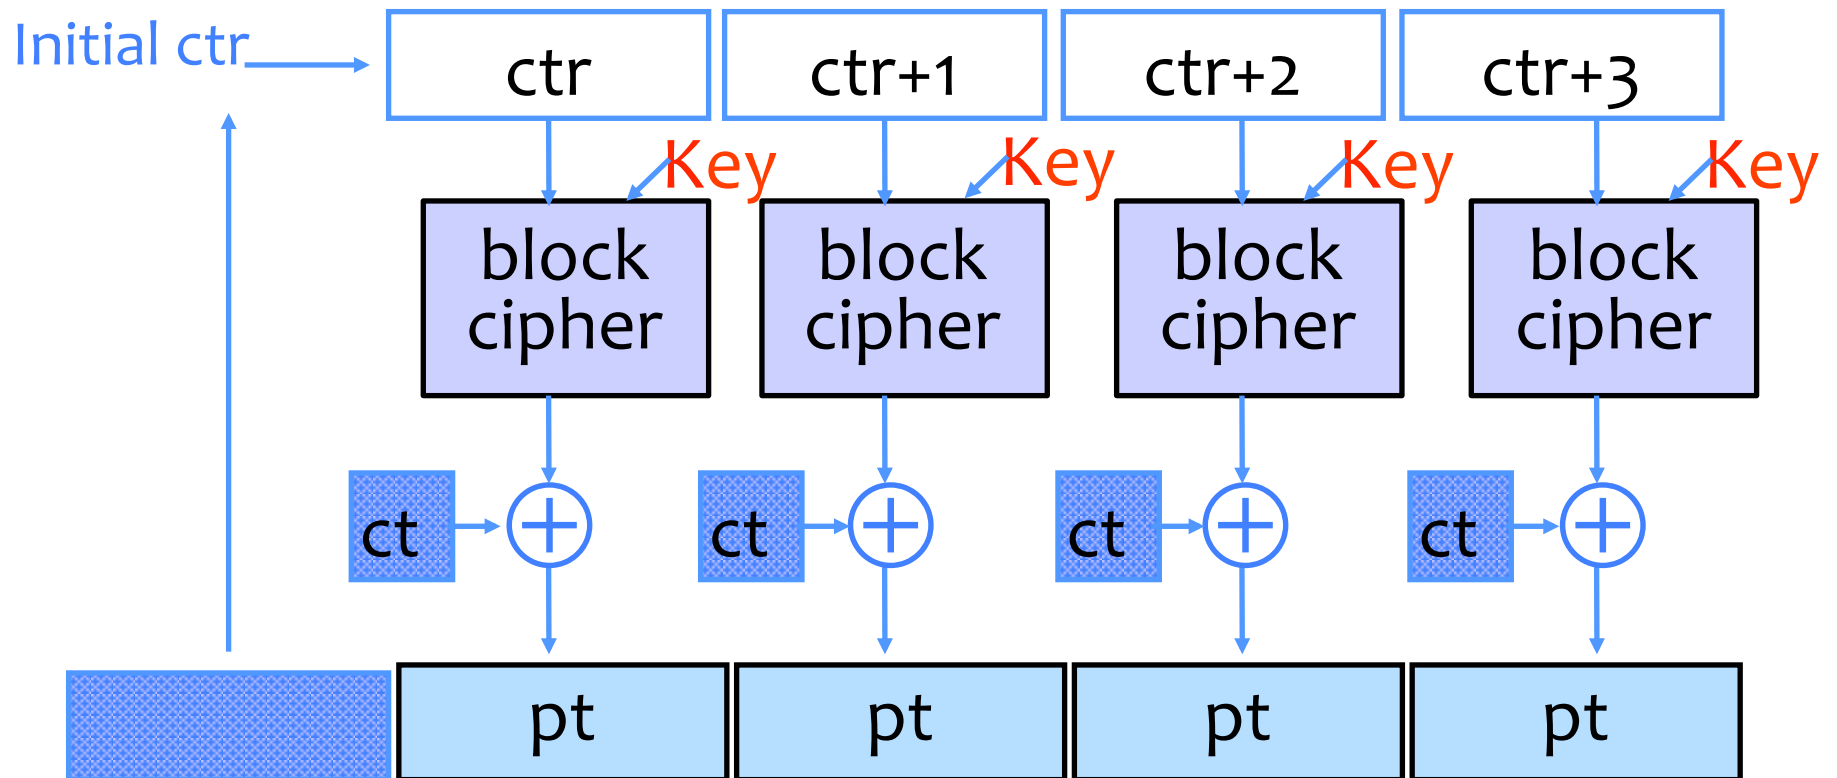 Initial ctr
ctr
ctr+1
ctr+2
ctr+3
Key
Key
Key
Key
block
cipher
block
cipher
block
cipher
block
cipher
ct
ct
ct
ct
pt
pt
pt
pt